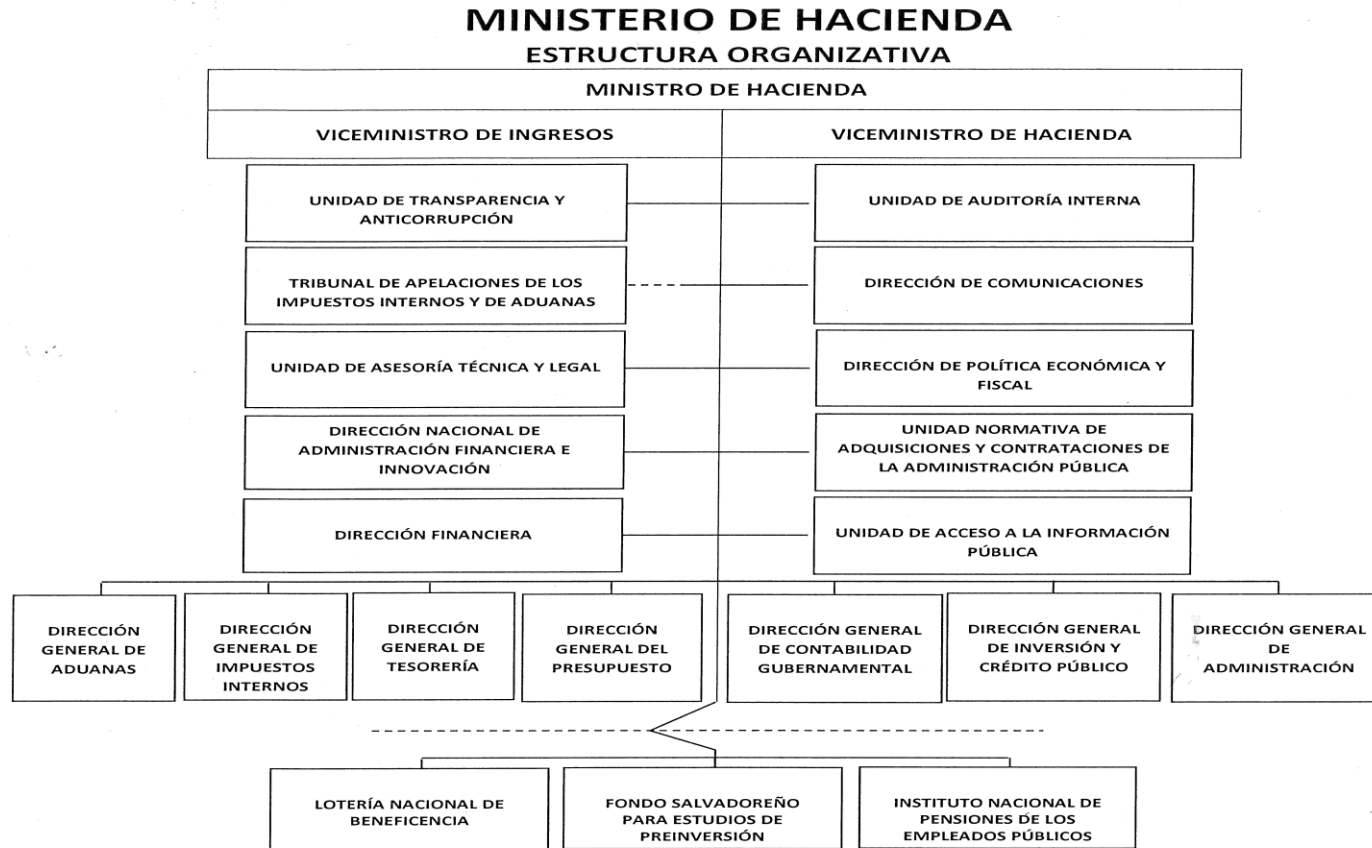 MINISTERIO DE HACIENDA
ESTRUCTURA ORGANIZATIVA
MINISTRO DE HACIENDA
VICEMINISTRO DE INGRESOS
VICEMINISTRO DE HACIENDA
UNIDAD DE TRANSPARENCIA Y
ANTICORRUPCIÓN
UNIDAD DE AUDITORÍA INTERNA
TRIBUNAL DE APELACIONES DE LOS
IMPUESTOS INTERNOS Y DE ADUANAS
DIRECCIÓN DE COMUNICACIONES
UNIDAD DE ASESORÍA TÉCNICA Y LEGAL
DIRECCIÓN DE POLÍTICA ECONÓMICA Y
FISCAL
DIRECCIÓN NACIONAL DE
ADMINISTRACIÓN FINANCIERA E
INNOVACIÓN
UNIDAD NORMATIVA DE
ADQUISICIONES Y CONTRATACIONES DE
LA ADMINISTRACIÓN PÚBLICA
DIRECCIÓN FINANCIERA
UNIDAD DE ACCESO A LA INFORMACIÓN
PÚBLICA
DIRECCIÓN
GENERAL DE
ADUANAS
DIRECCIÓN
GENERAL DE
IMPUESTOS
INTERNOS
DIRECCIÓN
GENERAL DE
TESORERÍA
DIRECCIÓN
GENERAL DEL
PRESUPUESTO
DIRECCIÓN GENERAL
DE CONTABILIDAD
GUBERNAMENTAL
DIRECCIÓN GENERAL
DE INVERSIÓN Y
CRÉDITO PÚBLICO
DIRECCIÓN GENERAL
DE
ADMINISTRACIÓN
LOTERÍA NACIONAL DE
BENEFICENCIA
FONDO SALVADOREÑO
PARA ESTUDIOS DE
PREINVERSIÓN
INSTITUTO NACIONAL DE
PENSIONES DE LOS
EMPLEADOS PÚBLICOS